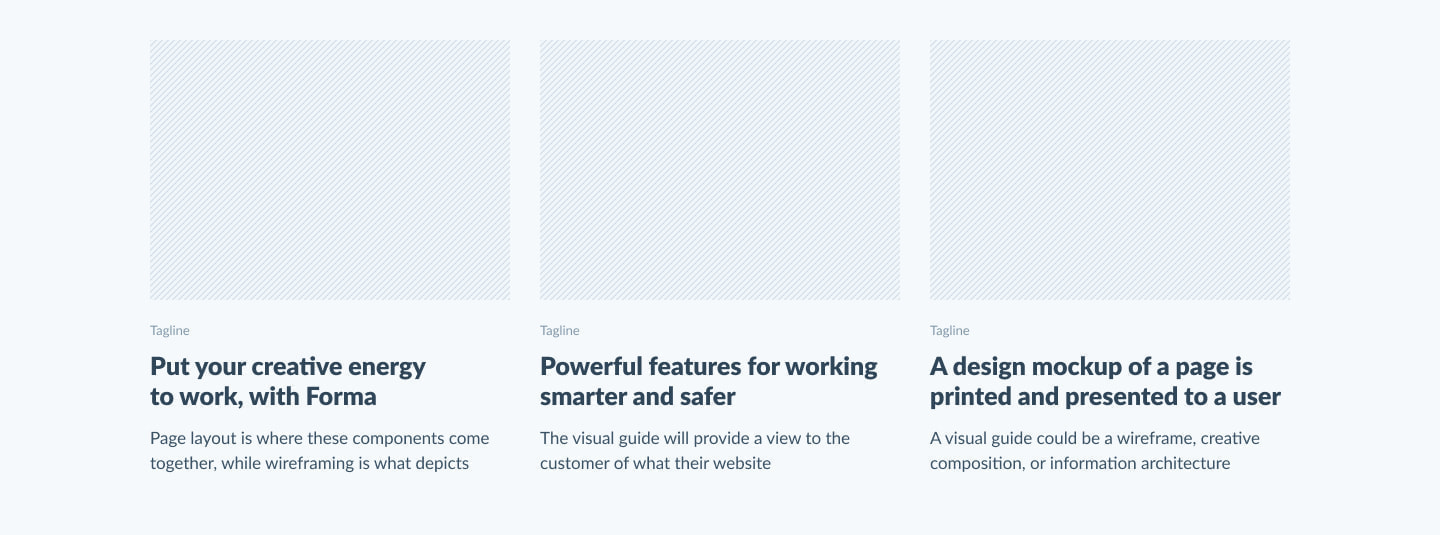 Tagline
Put your creative energy
to work, with Forma
Page layout is where these components come
together, while wireframing is what depicts
Tagline
Powerful features for working
smarter and safer
The visual guide will provide a view to the
customer of what their website
Tagline
A design mockup of a page is
printed and presented to a user
A visual guide could be a wireframe, creative
composition, or information architecture